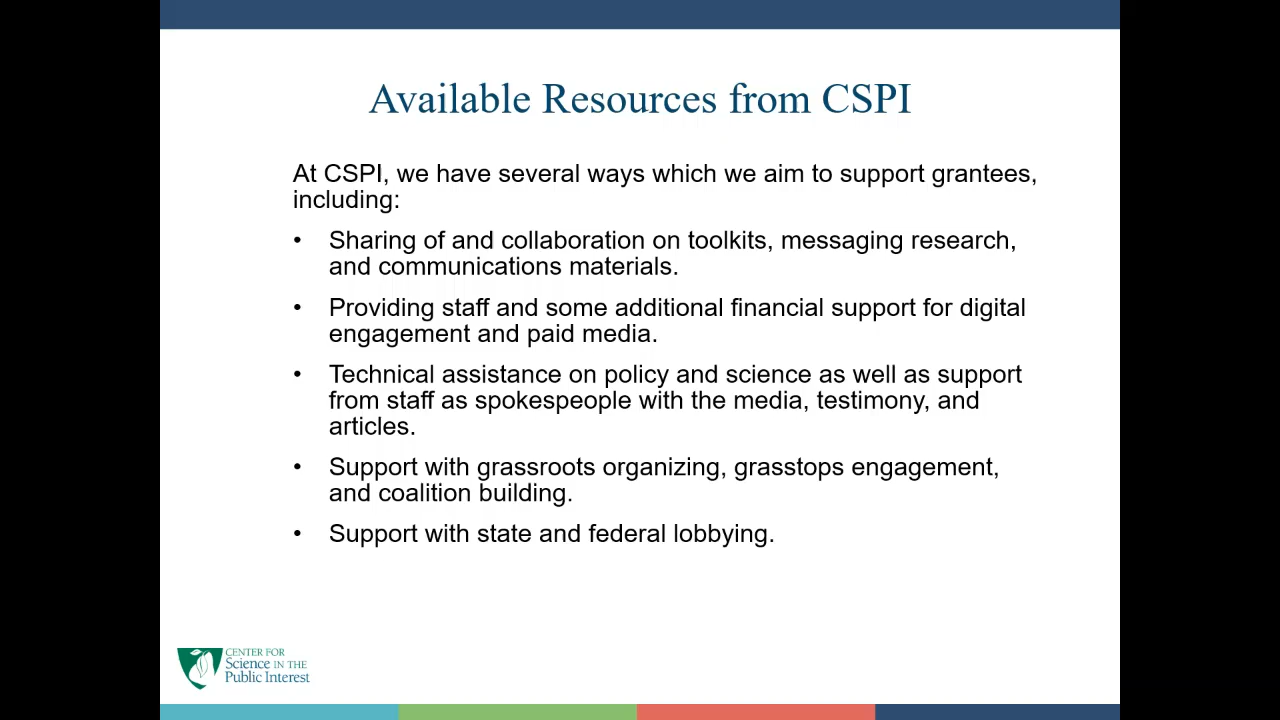 Available Resources from CSPI
At CSPI, we have several ways which we aim to support grantees,
including:
• Sharing of and collaboration on toolkits, messaging research,
and communications materials.
• Providing staff and some additional financial support for digital
engagement and paid media.
• Technical assistance on policy and science as well as support
from staff as spokespeople with the media, testimony, and
articles.
• Support with grassroots organizing, grasstops engagement,
and coalition building.
• Support with state and federal lobbying.
CENTER FOR
Science IN THE
Public Interest